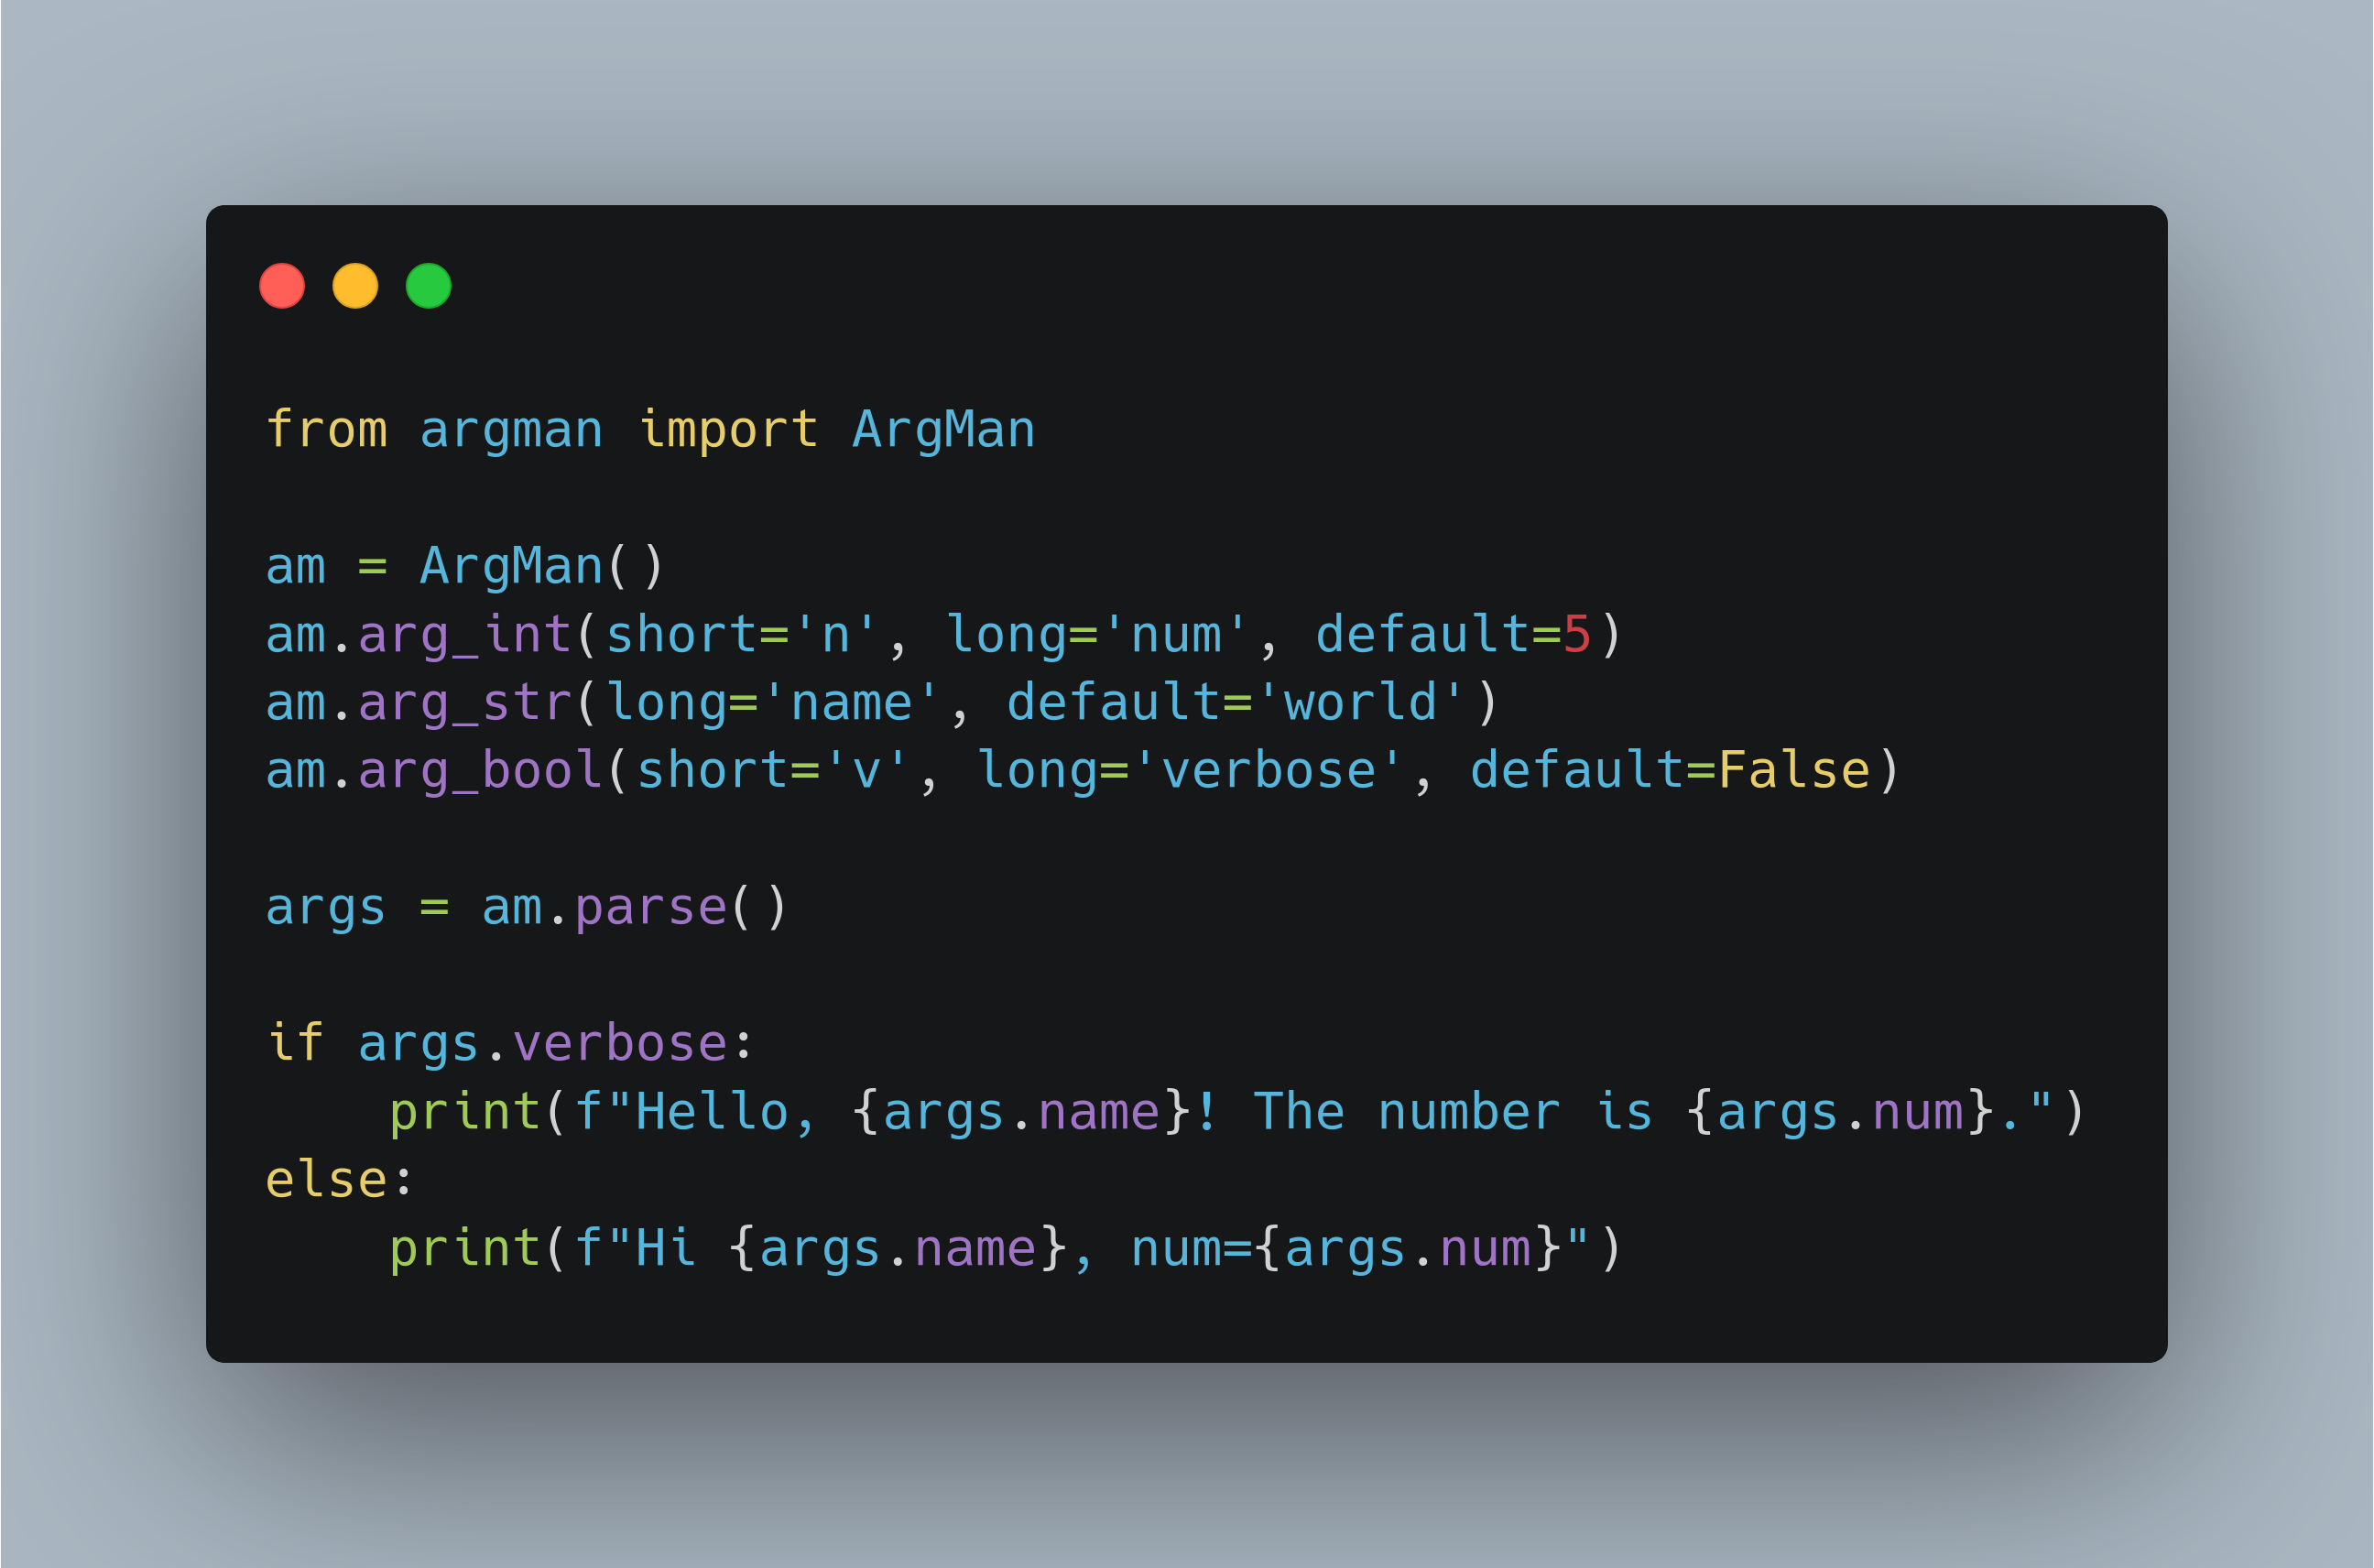 from argman import ArgMan

am = ArgMan()
am.arg_int(short='n', long='num', default=5)
am.arg_str(long='name', default='world')
am.arg_bool(short='v', long='verbose', default=False)

args = am.parse()

if args.verbose:
    print(f"Hello, {args.name}! The number is {args.num}.")
else:
    print(f"Hi {args.name}, num={args.num}")